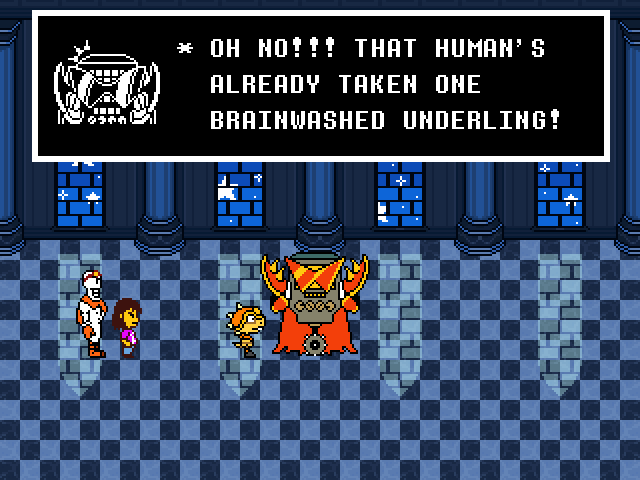 * OH NO!!! THAT HUMAN'S
ALREADY TAKEN ONE
BRAINWASHED UNDERLING!